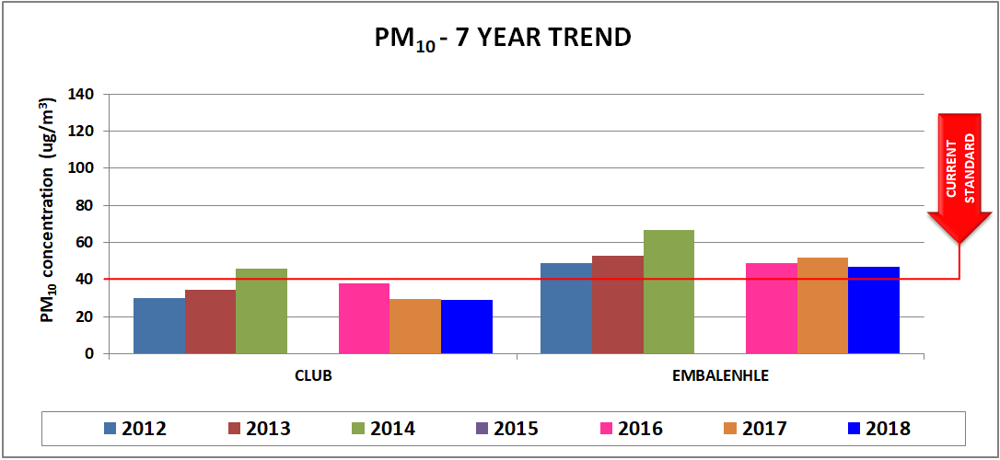 PM10 - 7 YEAR TREND
PM10 concentration (ug/m3)
140
120
100
80
60
40
20
0
CLUB
EMBALENHLE
CURRENT
STANDARD
2012 2013 2014 2015 2016 2017 2018